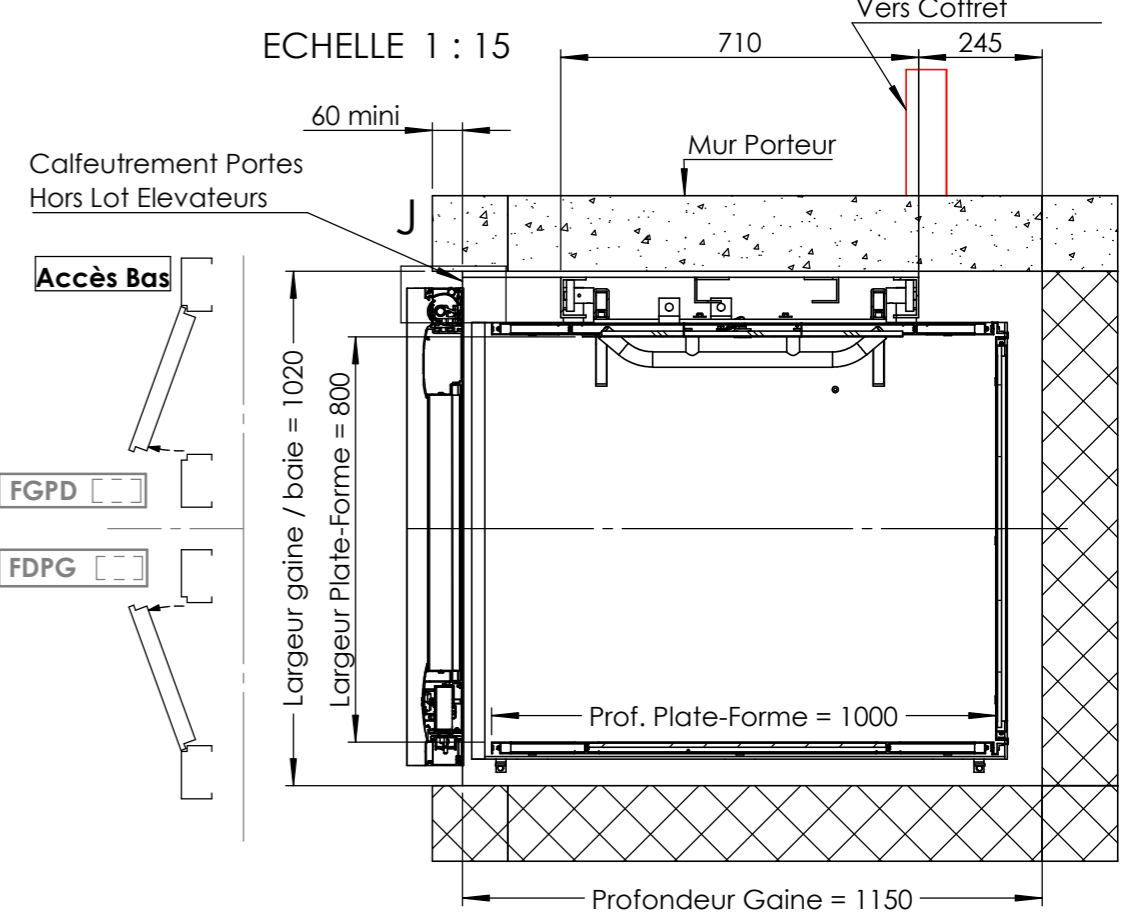 Vers Coffret
ECHELLE 1 : 15
710
245
60 mini
Mur Porteur
Calfeutrement Portes
Hors Lot Elevateurs
J
Accès Bas
FGPD
FDPG
Largeur gaine / baie = 1020
Largeur Plate-Forme = 800
Prof. Plate-Forme = 1000
Profondeur Gaine = 1150